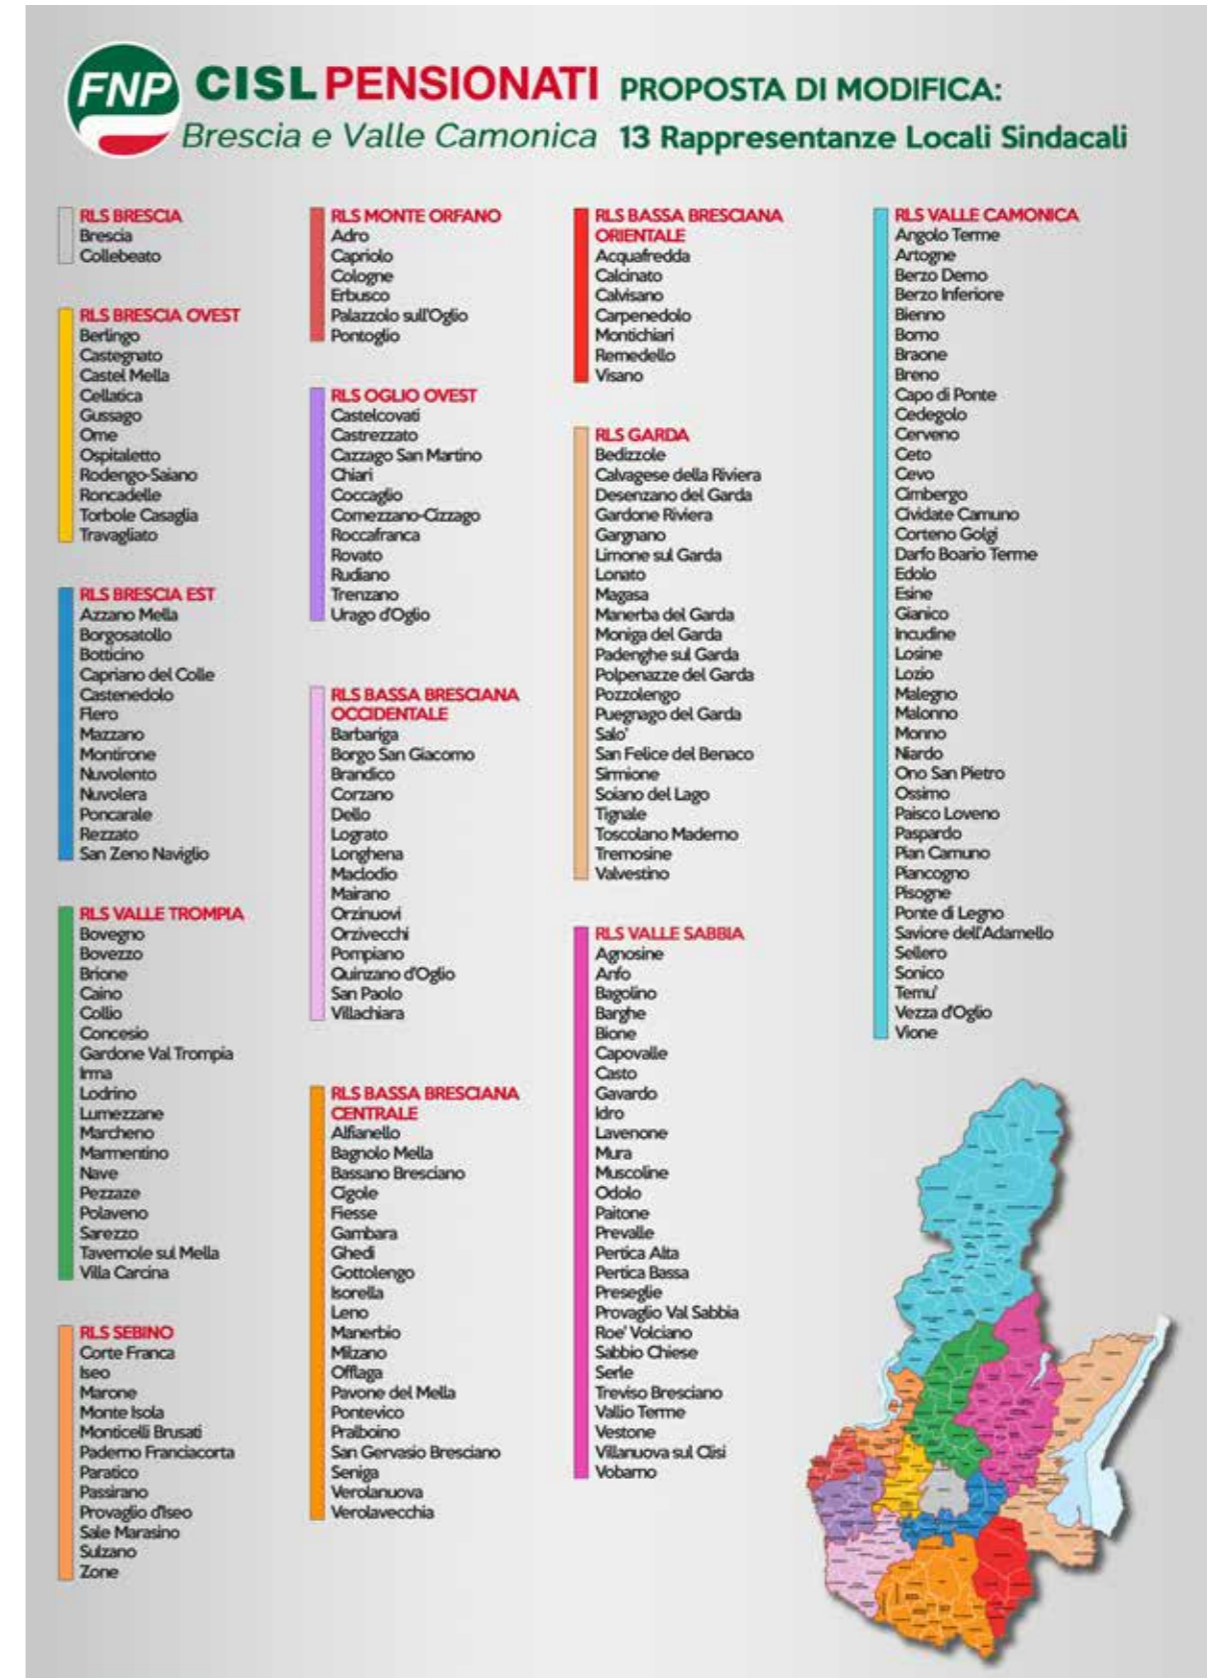 FNP CISL PENSIONATI
Brescia e Valle Camonica
PROPOSTA DI MODIFICA:
13 Rappresentanze Locali Sindacali
RLS BRESCIA
Brescia
Collebeato
RLS BRESCIA OVEST
Berlingo
Castegnato
Castel Mella
Cellatica
Gussago
Ome
Ospitaletto
Rodengo-Saiano
Roncadelle
Torbole Casaglia
Travagliato
RLS BRESCIA EST
Azzano Mella
Borgosatollo
Botticino
Capriano del Colle
Castenedolo
Flero
Mazzano
Montirone
Nuvolento
Nuvolera
Poncarale
Rezzato
San Zeno Naviglio
RLS VALLE TROMPIA
Bovegno
Bovezzo
Brione
Caino
Collio
Concesio
Gardone Val Trompia
Irma
Lodrino
Lumezzane
Marcheno
Marmentino
Nave
Pezzaze
Polaveno
Sarezzo
Tavernole sul Mella
Villa Carcina
RLS SEBINO
Corte Franca
Iseo
Marone
Monte Isola
Monticelli Brusati
Paderno Franciacorta
Paratico
Passirano
Provaglio d'Iseo
Sale Marasino
Sulzano
Zone
RLS MONTE ORFANO
Adro
Capriolo
Cologne
Erbusco
Palazzolo sull'Oglio
Pontoglio
RLS OGLIO OVEST
Castelcovati
Castrezzato
Cazzago San Martino
Chiari
Coccaglio
Comezzano-Cizzago
Roccafranca
Rovato
Rudiano
Trenzano
Urago d'Oglio
RLS BASSA BRESCIANA
OCCIDENTALE
Barbariga
Borgo San Giacomo
Brandico
Corzano
Dello
Lograto
Longhena
Maclodio
Mairano
Orzinuovi
Orzivecchi
Pompiano
Quinzano d'Oglio
San Paolo
Villachiara
RLS BASSA BRESCIANA
CENTRALE
Alfianello
Bagnolo Mella
Bassano Bresciano
Cigole
Fiesse
Gambara
Ghedi
Gottolengo
Isorella
Leno
Manerbio
Milzano
Offlaga
Pavone del Mella
Pontevico
Pralboino
San Gervasio Bresciano
Seniga
Verolanuova
Verolavecchia
RLS BASSA BRESCIANA
ORIENTALE
Acquafredda
Calcinato
Calvisano
Carpenedolo
Montichiari
Remedello
Visano
RLS GARDA
Bedizzole
Calvagese della Riviera
Desenzano del Garda
Gardone Riviera
Gargnano
Limone sul Garda
Lonato
Magasa
Manerba del Garda
Moniga del Garda
Padenghe sul Garda
Polpenazze del Garda
Pozzolengo
Puegnago del Garda
Salo'
San Felice del Benaco
Sirmione
Soiano del Lago
Tignale
Toscolano Maderno
Tremosine
Valvestino
RLS VALLE SABBIA
Agnosine
Anfo
Bagolino
Barghe
Bione
Capovalle
Casto
Gavardo
Idro
Lavenone
Mura
Muscoline
Odolo
Paitone
Prevalle
Pertica Alta
Pertica Bassa
Preseglie
Provaglio Val Sabbia
Roe' Volciano
Sabbio Chiese
Serle
Treviso Bresciano
Vallio Terme
Vestone
Villanuova sul Clisi
Vobarno
RLS VALLE CAMONICA
Angolo Terme
Artogne
Berzo Demo
Berzo Inferiore
Bienno
Borno
Braone
Breno
Capo di Ponte
Cedegolo
Cerveno
Ceto
Cevo
Cimbergo
Cividate Camuno
Corteno Golgi
Darfo Boario Terme
Edolo
Esine
Gianico
Incudine
Losine
Lozio
Malegno
Malonno
Monno
Niardo
Ono San Pietro
Ossimo
Paisco Loveno
Paspardo
Pian Camuno
Piancogno
Pisogne
Ponte di Legno
Saviore dell'Adamello
Sellero
Sonico
Temu'
Vezza d'Oglio
Vione